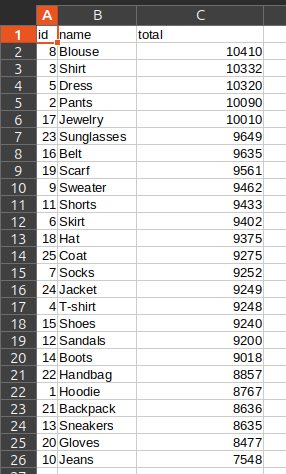 A B C
1 id name total
2 8 Blouse 10410
3 3 Shirt 10332
4 5 Dress 10320
5 2 Pants 10090
6 17 Jewelry 10010
7 23 Sunglasses 9649
8 16 Belt 9635
9 19 Scarf 9561
10 9 Sweater 9462
11 11 Shorts 9433
12 6 Skirt 9402
13 18 Hat 9375
14 25 Coat 9275
15 7 Socks 9252
16 24 Jacket 9249
17 4 T-shirt 9248
18 15 Shoes 9240
19 12 Sandals 9200
20 14 Boots 9018
21 22 Handbag 8857
22 1 Hoodie 8767
23 21 Backpack 8636
24 13 Sneakers 8635
25 20 Gloves 8477
26 10 Jeans 7548